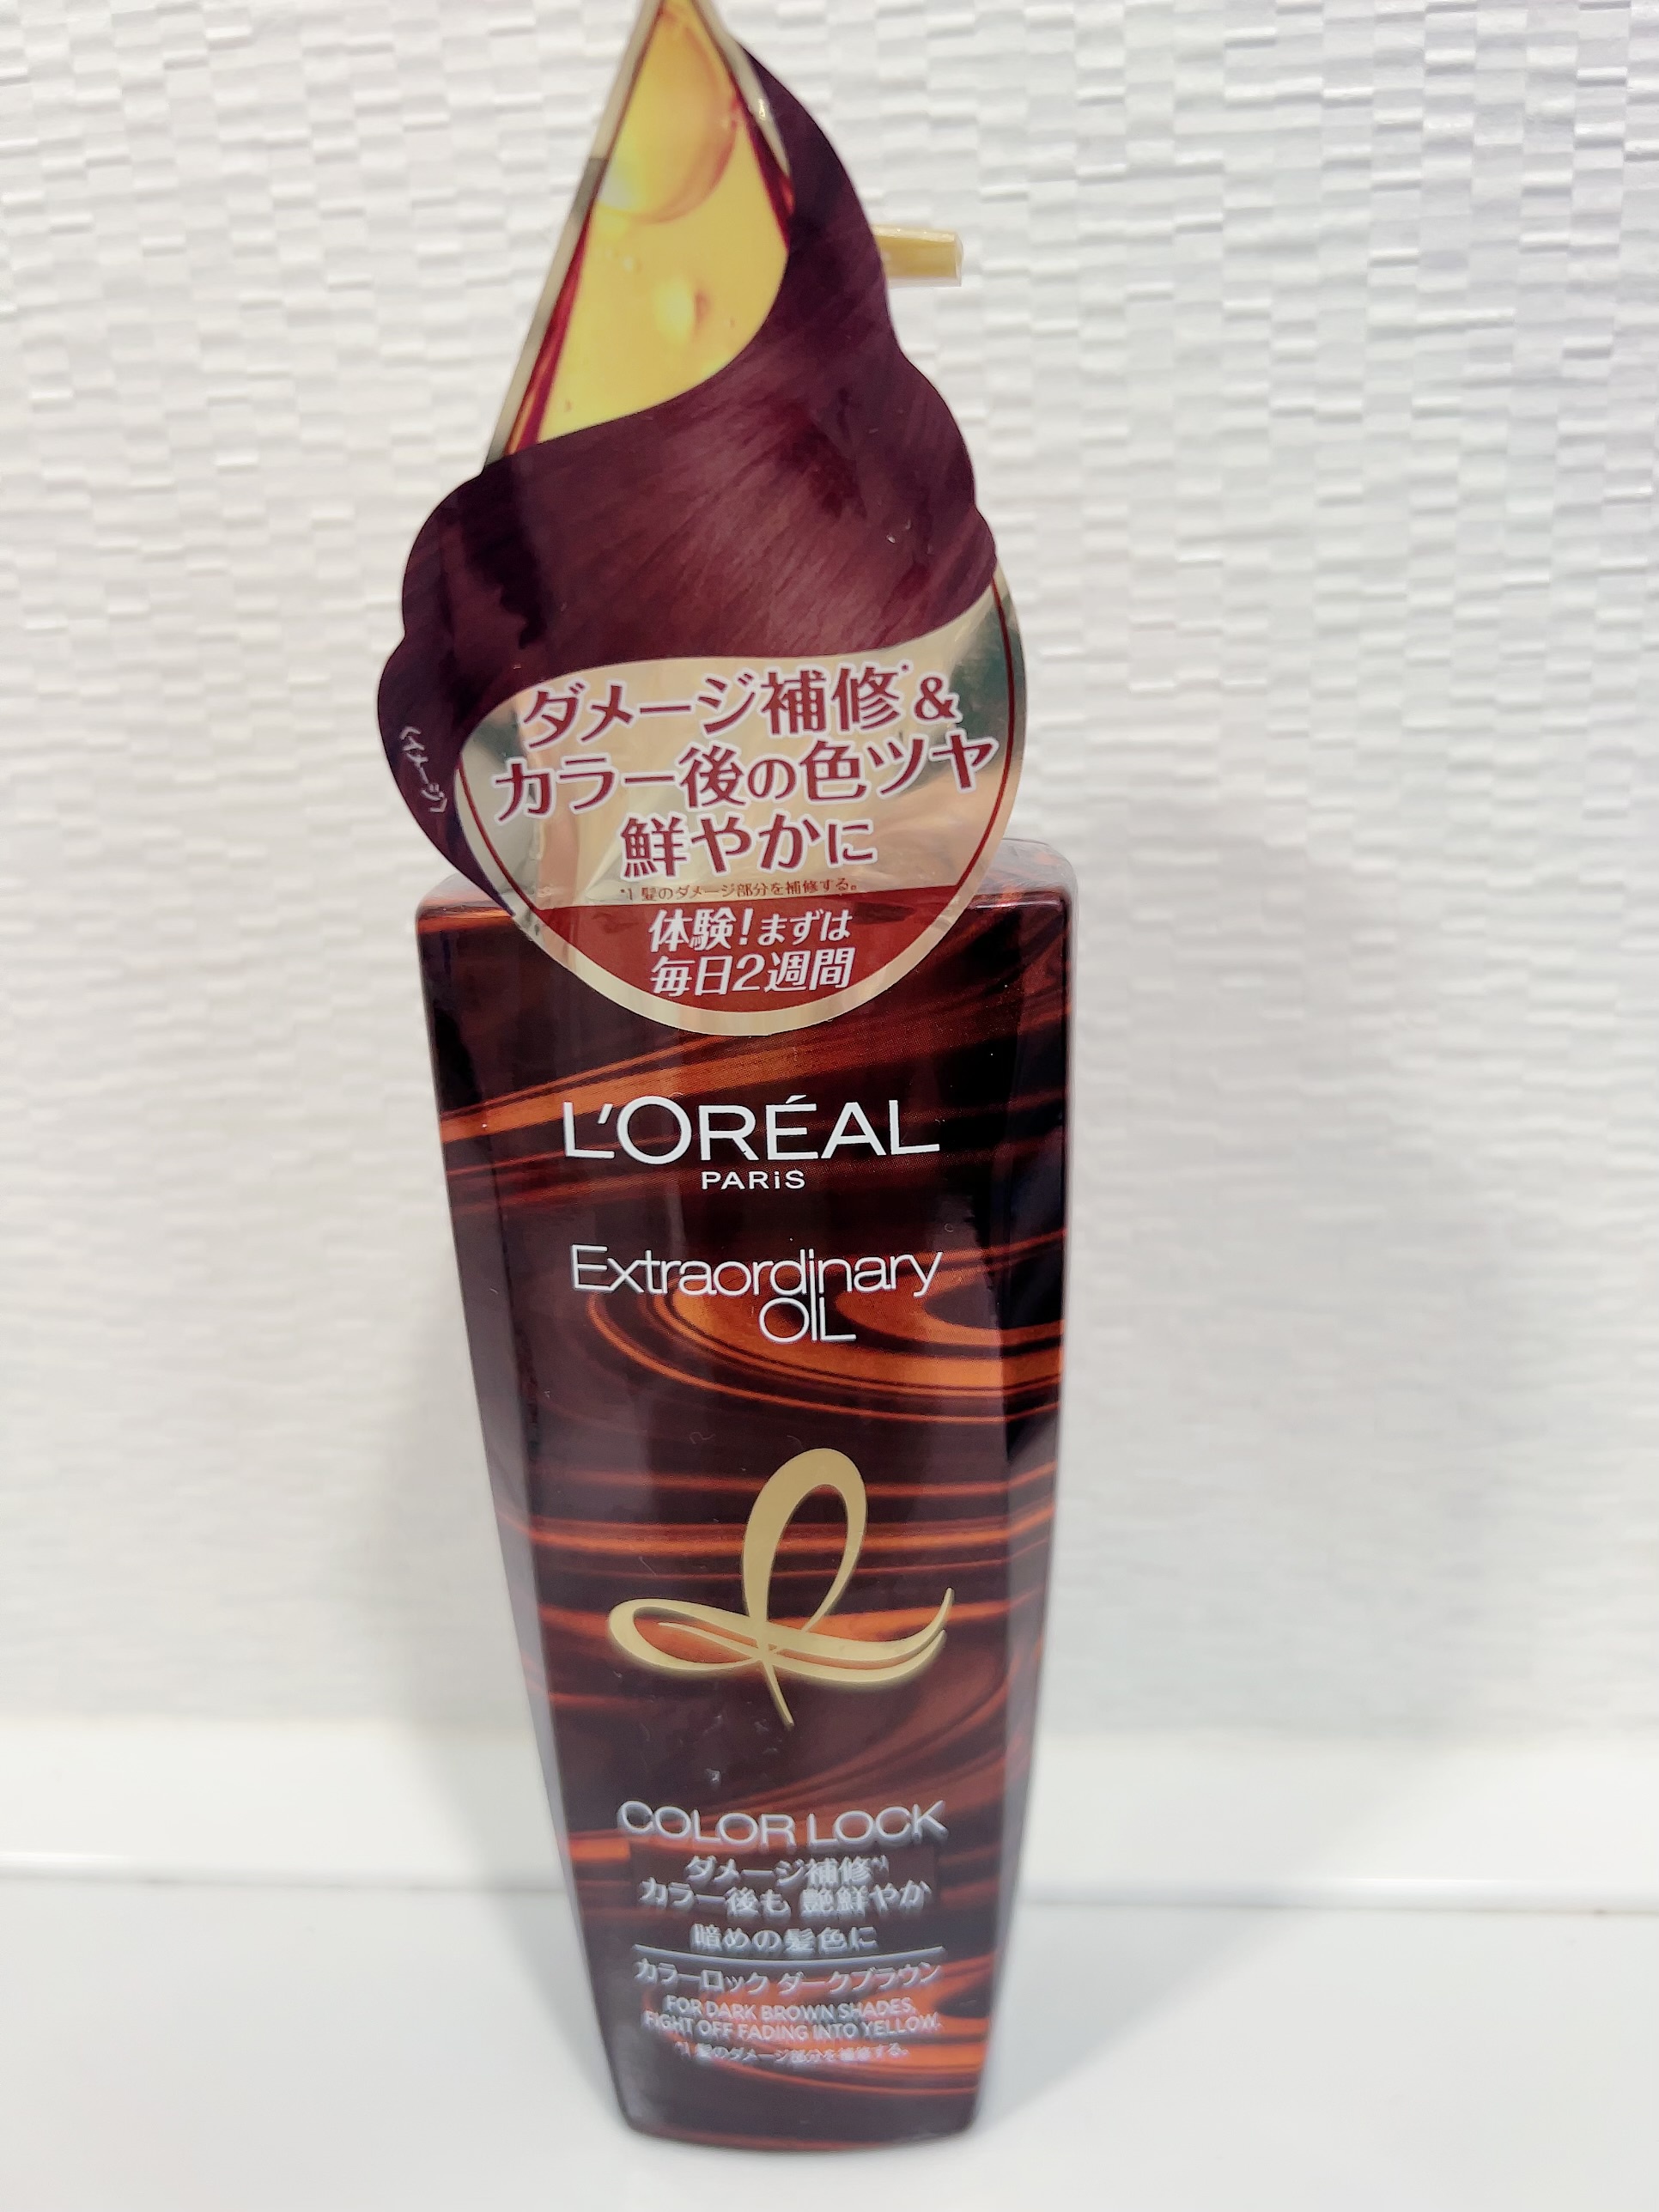 ダメージ補修*&
カラー後の色ツヤ
鮮やかに
*1 髪のダメージ部分を補修する。
体験!まずは
毎日2週間
〈イメージ〉
L'ORÉAL
PARiS
Extraordinary
OIL
COLOR LOCK
ダメージ補修*1
カラー後も 艶鮮やか
暗めの髪色に
カラーロック ダークブラウン
FOR DARK BROWN SHADES,
FIGHT OFF FADING INTO YELLOW.
*1 髪のダメージ部分を補修する。